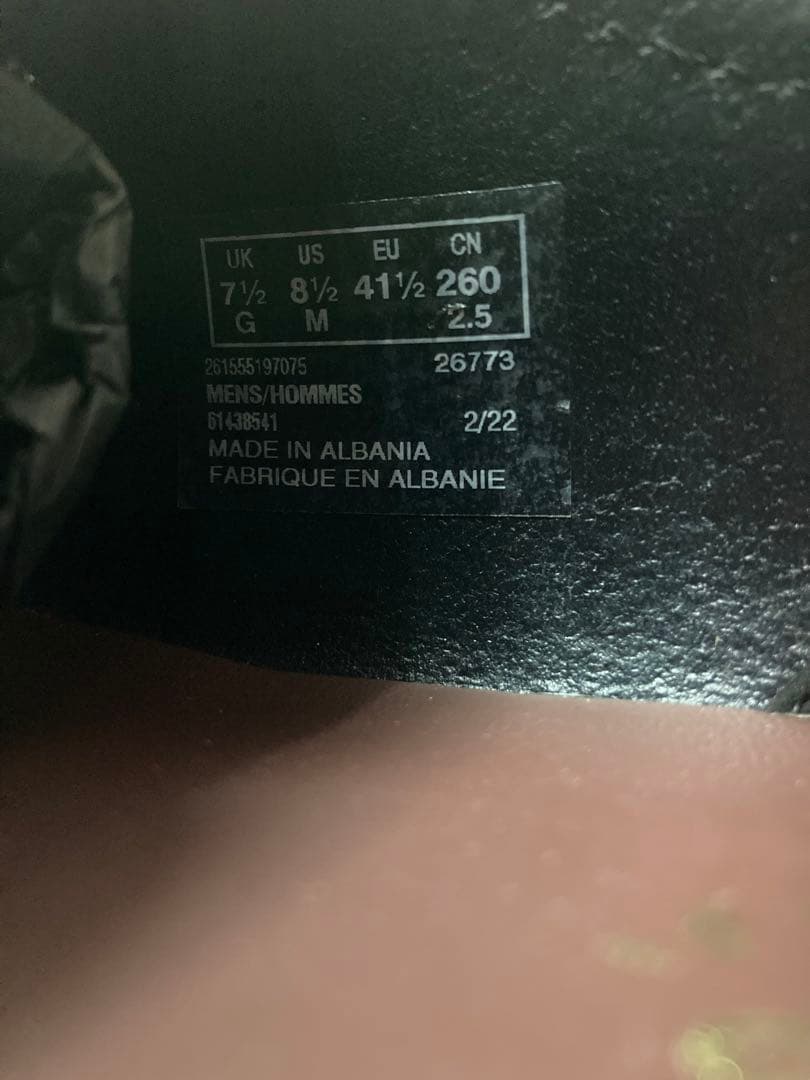 UK US EU CN
7½ 8½ 41½ 260
G M 2.5
261555197075 26773
MENS/HOMMES
61438541 2/22
MADE IN ALBANIA
FABRIQUE EN ALBANIE